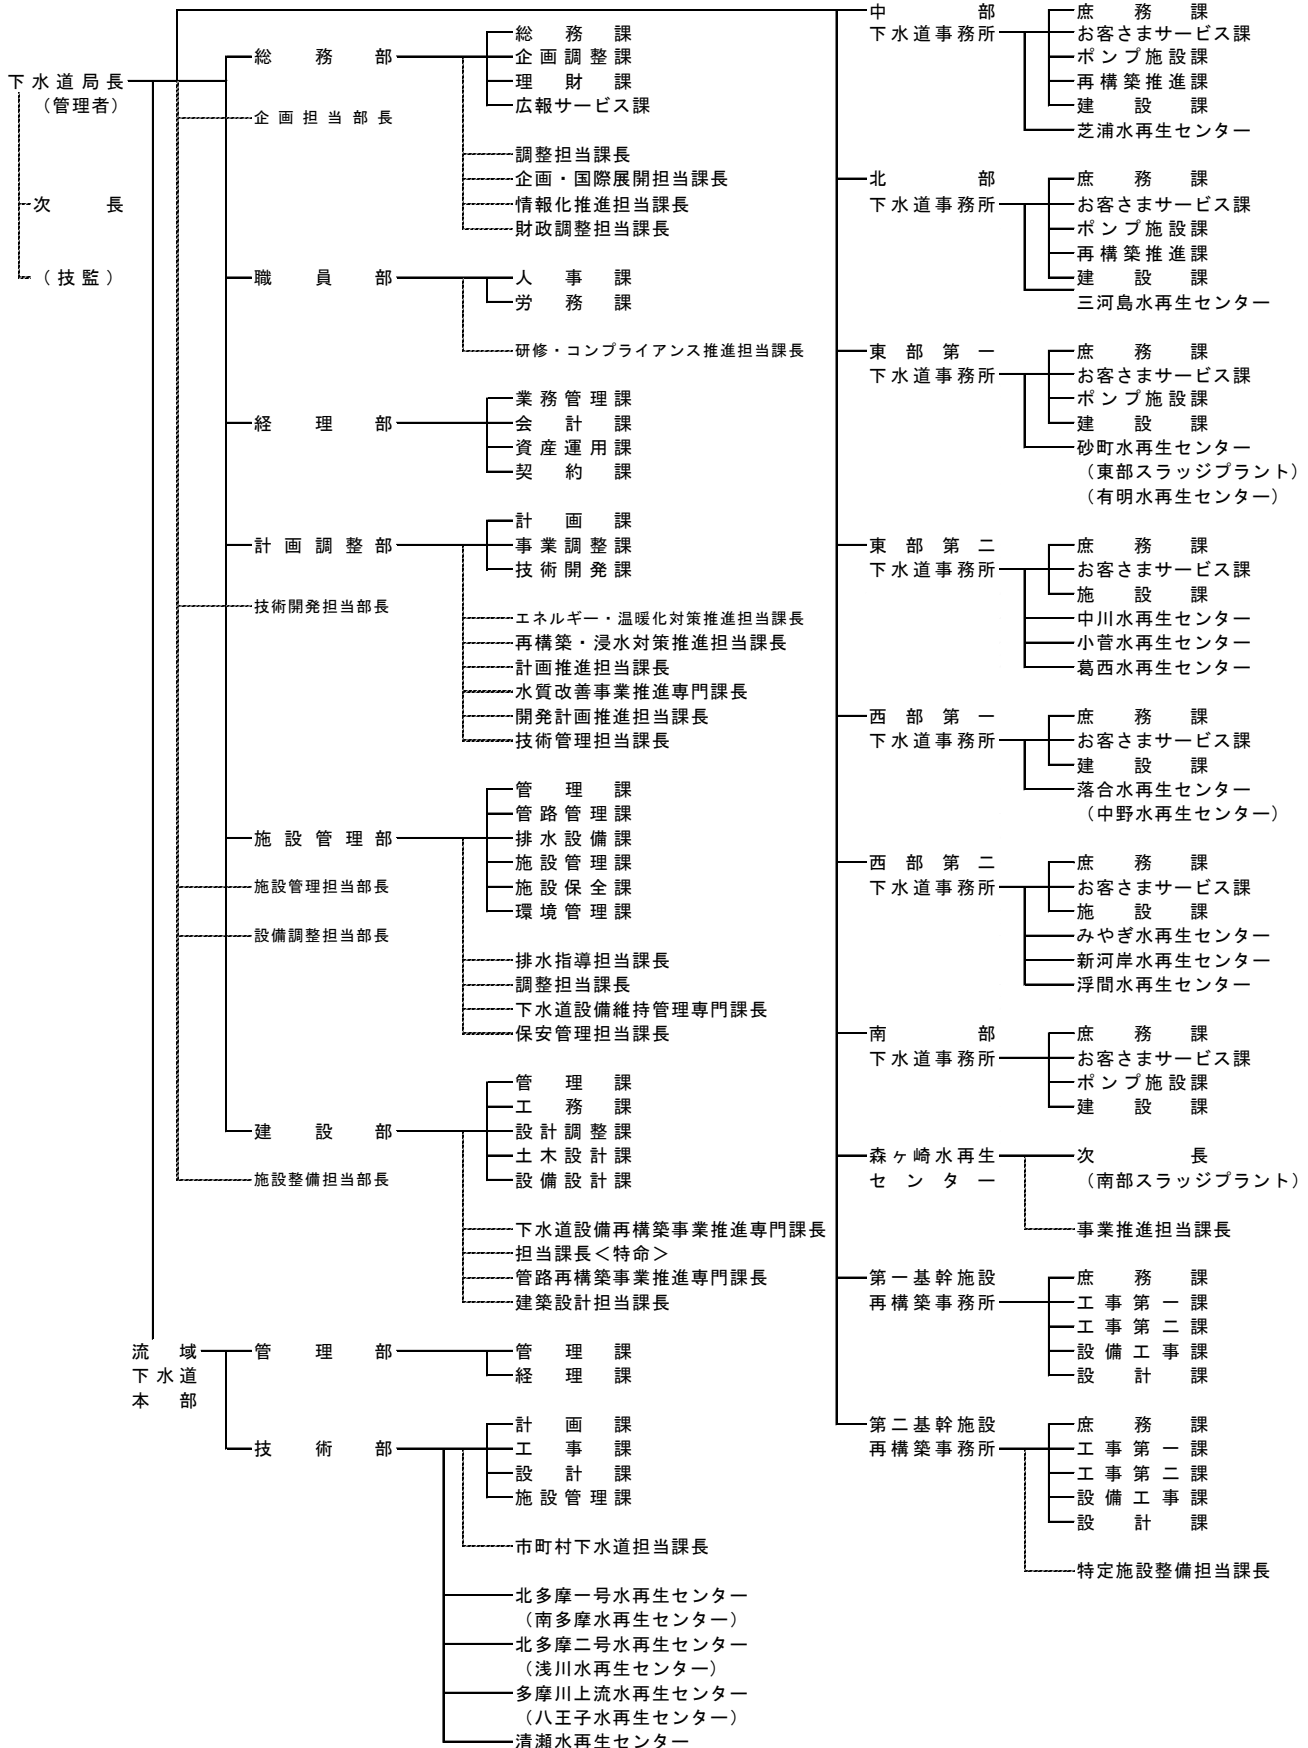 下水道局長
(管理者)
次長
(技監)
総務部
総務課
企画調整課
理財課
広報サービス課
企画担当部長
調整担当課長
企画・国際展開担当課長
情報化推進担当課長
財政調整担当課長
職員部
人事課
労務課
研修・コンプライアンス推進担当課長
経理部
業務管理課
会計課
資産運用課
契約課
計画調整部
計画課
事業調整課
技術開発課
技術開発担当部長
エネルギー・温暖化対策推進担当課長
再構築・浸水対策推進担当課長
計画推進担当課長
水質改善事業推進専門課長
開発計画推進担当課長
技術管理担当課長
施設管理部
管理課
管路管理課
排水設備課
施設管理課
施設保全課
環境管理課
施設管理担当部長
設備調整担当部長
排水指導担当課長
調整担当課長
下水道設備維持管理専門課長
保安管理担当課長
建設部
管理課
工務課
設計調整課
土木設計課
設備設計課
施設整備担当部長
下水道設備再構築事業推進専門課長
担当課長<特命>
管路再構築事業推進専門課長
建築設計担当課長
流域
下水道
本部
管理部
管理課
経理課
技術部
計画課
工事課
設計課
施設管理課
市町村下水道担当課長
北多摩一号水再生センター
(南多摩水再生センター)
北多摩二号水再生センター
(浅川水再生センター)
多摩川上流水再生センター
(八王子水再生センター)
清瀬水再生センター
中部
下水道事務所
庶務課
お客さまサービス課
ポンプ施設課
再構築推進課
建設課
芝浦水再生センター
北部
下水道事務所
庶務課
お客さまサービス課
ポンプ施設課
再構築推進課
建設課
三河島水再生センター
東部第一
下水道事務所
庶務課
お客さまサービス課
ポンプ施設課
建設課
砂町水再生センター
(東部スラッジプラント)
(有明水再生センター)
東部第二
下水道事務所
庶務課
お客さまサービス課
施設課
中川水再生センター
小菅水再生センター
葛西水再生センター
西部第一
下水道事務所
庶務課
お客さまサービス課
建設課
落合水再生センター
(中野水再生センター)
西部第二
下水道事務所
庶務課
お客さまサービス課
施設課
みやぎ水再生センター
新河岸水再生センター
浮間水再生センター
南部
下水道事務所
庶務課
お客さまサービス課
ポンプ施設課
建設課
森ヶ崎水再生
センター
次長
(南部スラッジプラント)
事業推進担当課長
第一基幹施設
再構築事務所
庶務課
工事第一課
工事第二課
設備工事課
設計課
第二基幹施設
再構築事務所
庶務課
工事第一課
工事第二課
設備工事課
設計課
特定施設整備担当課長